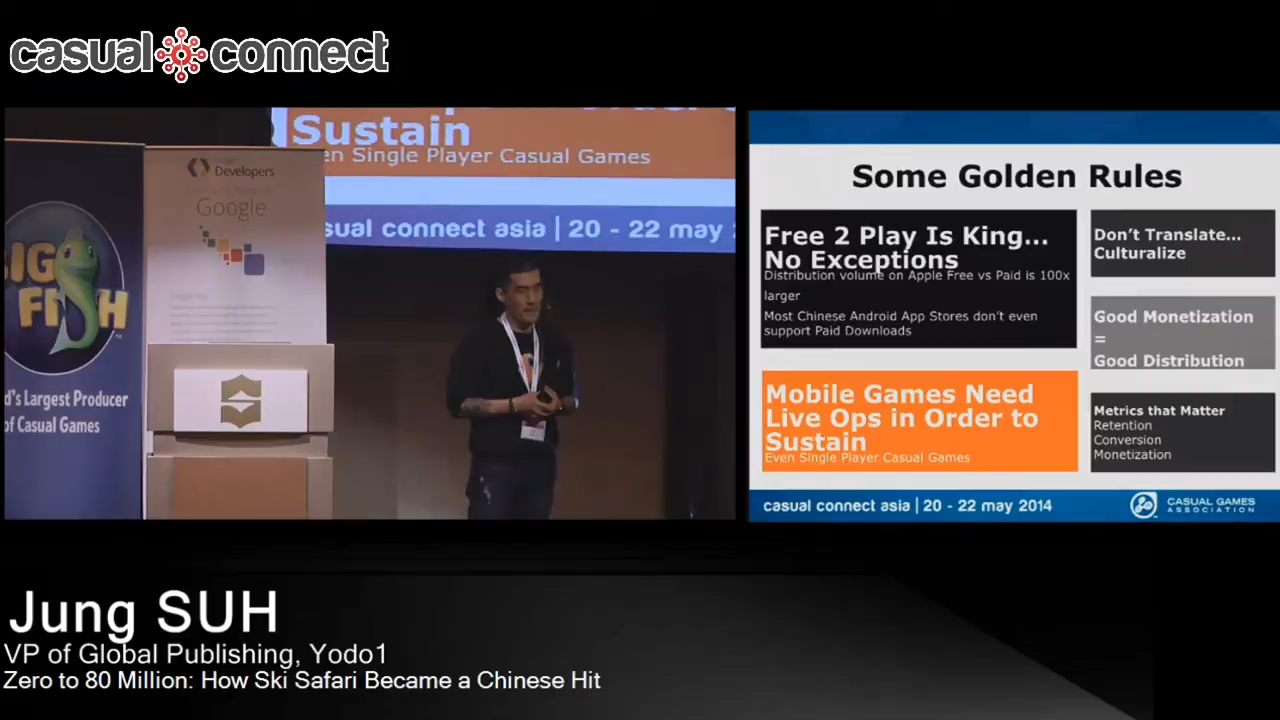 casual connect
Sustain
en Single Player Casual Games
sual connect asia | 20 - 22 may
Developers
Google
BIG
FISH
d's Largest Producer
of Casual Games
Some Golden Rules
Free 2 Play Is King...
No Exceptions
Distribution volume on Apple Free vs Paid is 100x
larger
Most Chinese Android App Stores don't even
support Paid Downloads
Mobile Games Need
Live Ops in Order to
Sustain
Even Single Player Casual Games
Don't Translate...
Culturalize
Good Monetization
=
Good Distribution
Metrics that Matter
Retention
Conversion
Monetization
casual connect asia | 20 - 22 may 2014
CASUAL GAMES
ASSOCIATION
Jung SUH
VP of Global Publishing, Yodo1
Zero to 80 Million: How Ski Safari Became a Chinese Hit